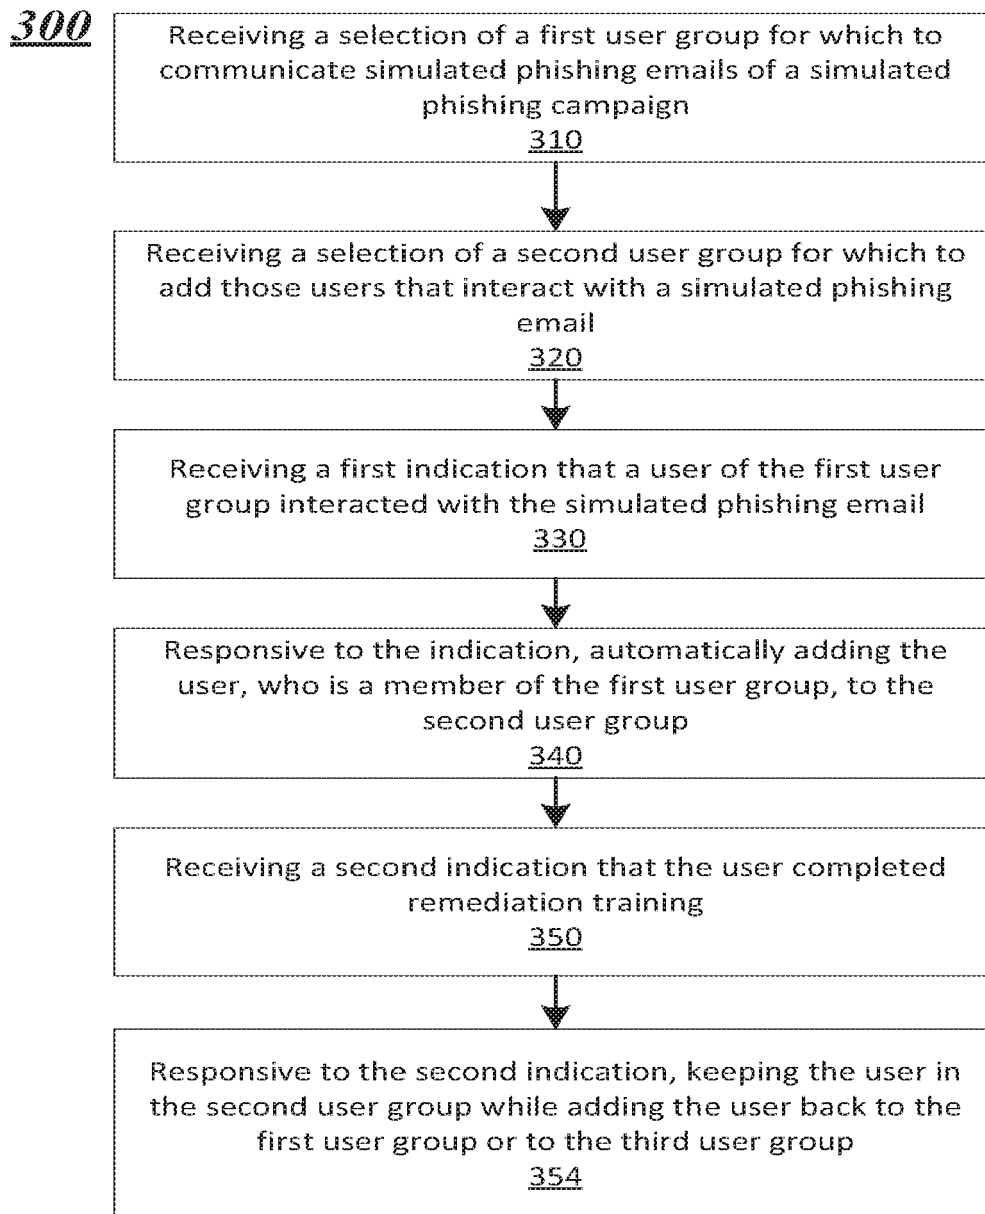 300
Receiving a selection of a first user group for which to
communicate simulated phishing emails of a simulated
phishing campaign
310
Receiving a selection of a second user group for which to
add those users that interact with a simulated phishing
email
320
Receiving a first indication that a user of the first user
group interacted with the simulated phishing email
330
Responsive to the indication, automatically adding the
user, who is a member of the first user group, to the
second user group
340
Receiving a second indication that the user completed
remediation training
350
Responsive to the second indication, keeping the user in
the second user group while adding the user back to the
first user group or to the third user group
354